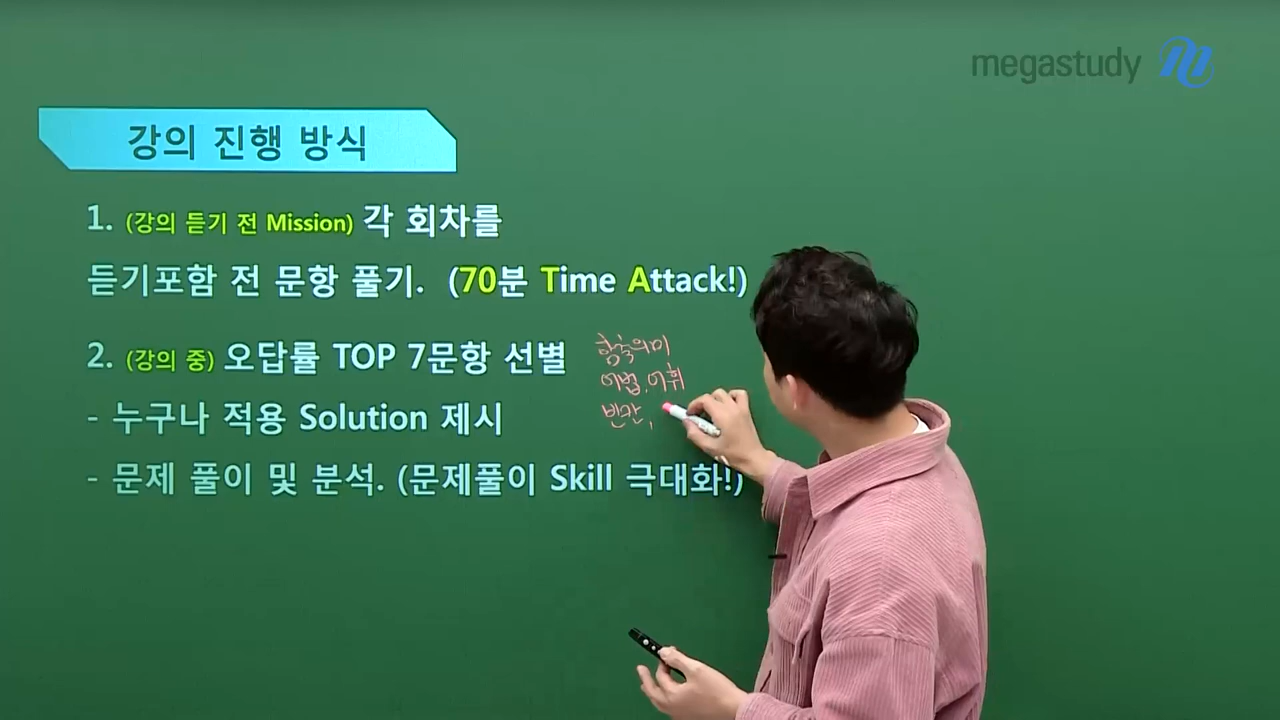 megastudy
강의 진행 방식
1. (강의 듣기 전 Mission) 각 회차를
듣기포함 전 문항 풀기. (70분 Time Attack!)
2. (강의 중) 오답률 TOP 7문항 선별
함축의미
어법, 어휘
빈칸,
- 누구나 적용 Solution 제시
- 문제 풀이 및 분석. (문제풀이 Skill 극대화!)